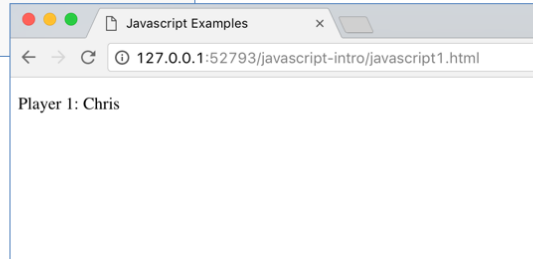 Javascript Examples
127.0.0.1:52793/javascript-intro/javascript1.html
Player 1: Chris